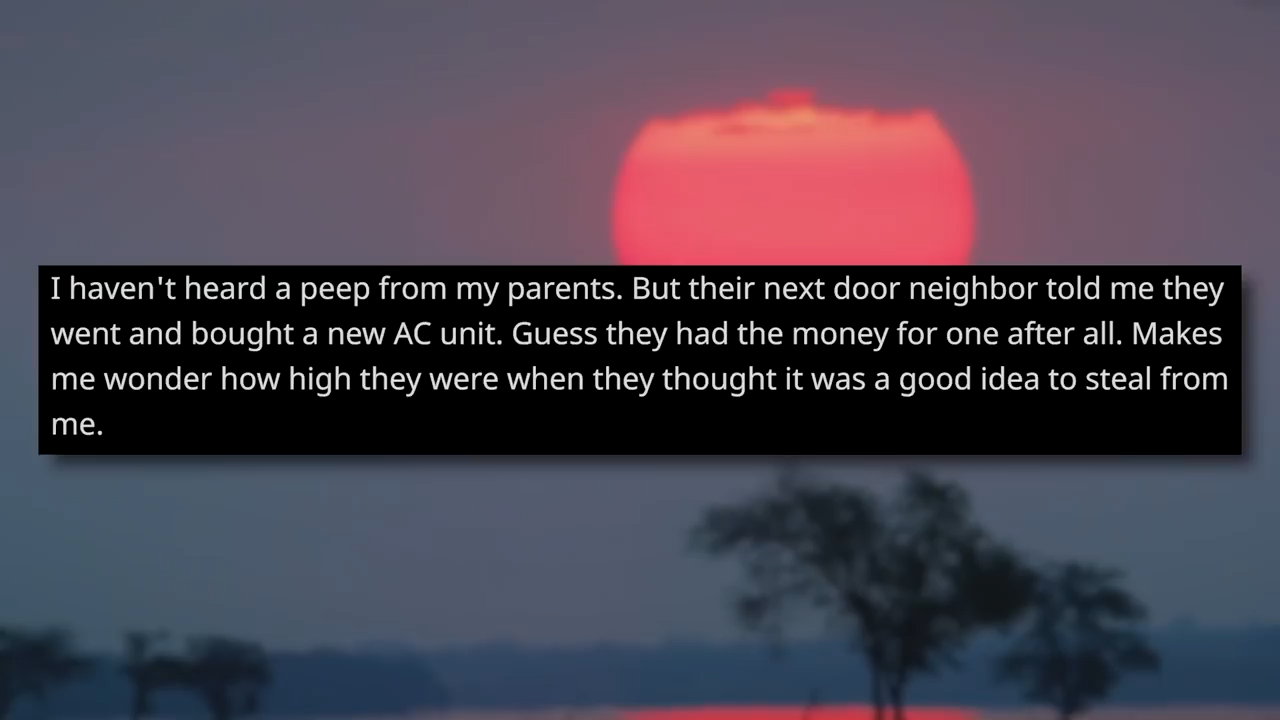 I haven't heard a peep from my parents. But their next door neighbor told me they
went and bought a new AC unit. Guess they had the money for one after all. Makes
me wonder how high they were when they thought it was a good idea to steal from
me.